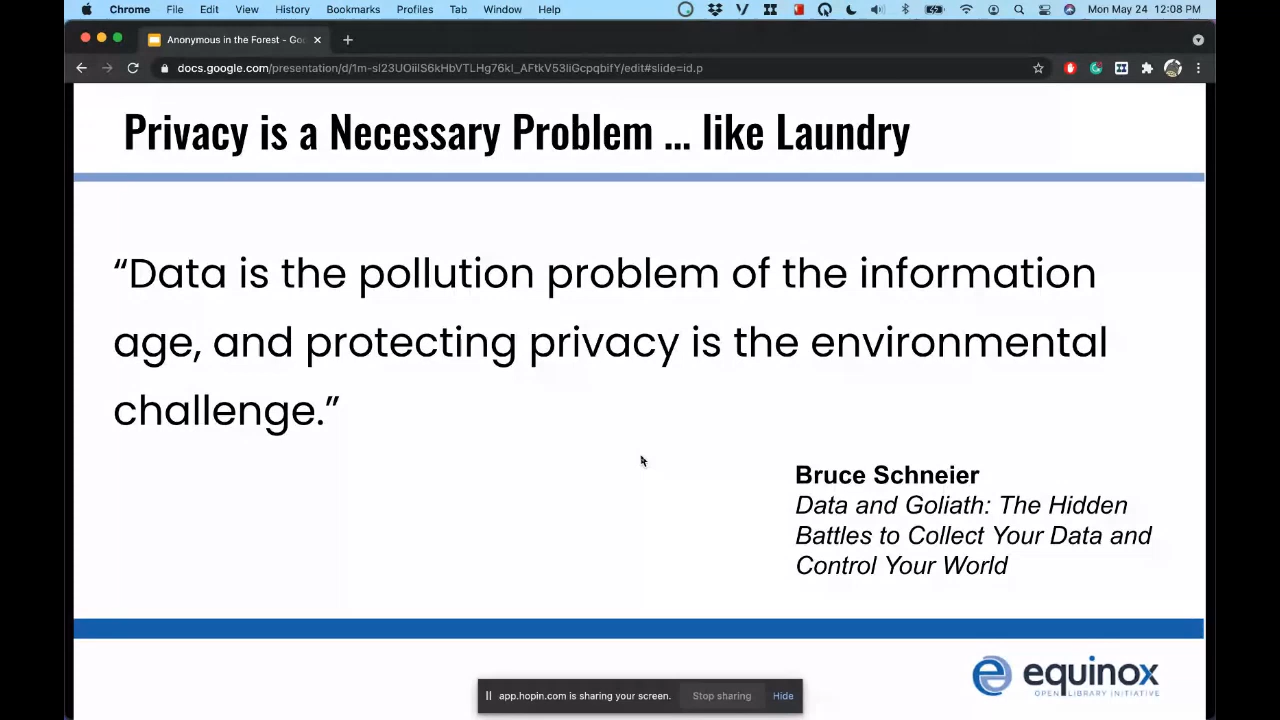 Chrome File Edit View History Bookmarks Profiles Tab Window Help Mon May 24 12:08 PM
Anonymous in the Forest - Goo
Privacy is a Necessary Problem ... like Laundry
“Data is the pollution problem of the information
age, and protecting privacy is the environmental
challenge.”
Bruce Schneier
Data and Goliath: The Hidden
Battles to Collect Your Data and
Control Your World
equinox
OPEN LIBRARY INITIATIVE
app.hopin.com is sharing your screen. Stop sharing Hide